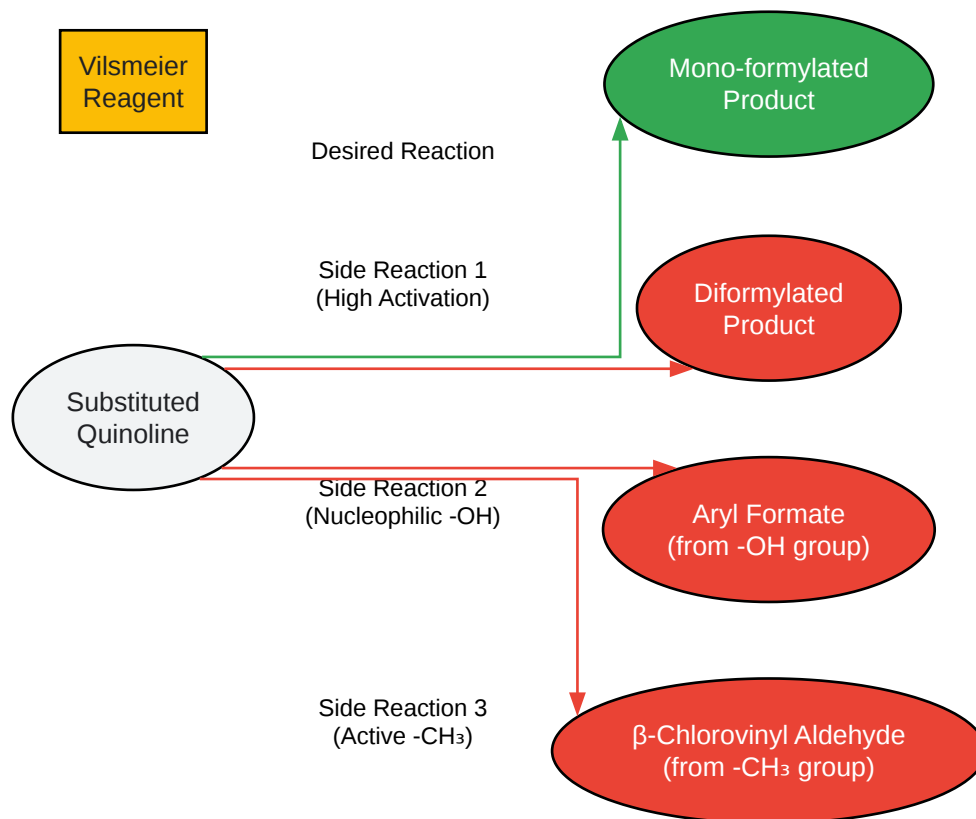 Vilsmeier
Reagent
Mono-formylated
Product
Desired Reaction
Side Reaction 1
(High Activation)
Diformylated
Product
Substituted
Quinoline
Side Reaction 2
(Nucleophilic -OH)
Aryl Formate
(from -OH group)
Side Reaction 3
(Active -CH₃)
β-Chlorovinyl Aldehyde
(from -CH₃ group)